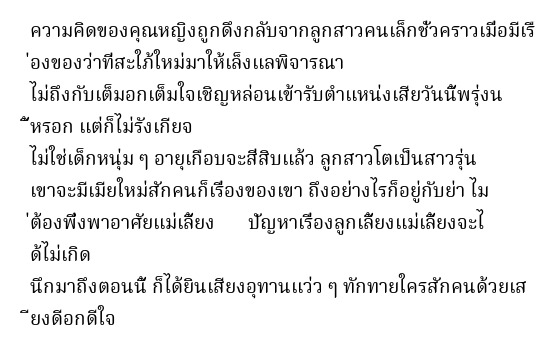 ความคิดของคุณหญิงถูกดึงกลับจากลูกสาวคนเล็กชั่วคราวเมื่อมีเรื
่องของว่าที่สะใภ้ใหม่มาให้เล็งแลพิจารณา
ไม่ถึงกับเต็มอกเต็มใจเชิญหล่อนเข้ารับตำแหน่งเสียวันนี้พรุ่งน
ี้หรอก แต่ก็ไม่รังเกียจ
ไม่ใช่เด็กหนุ่ม ๆ อายุเกือบจะสี่สิบแล้ว ลูกสาวโตเป็นสาวรุ่น
เขาจะมีเมียใหม่สักคนก็เรื่องของเขา ถึงอย่างไรก็อยู่กับย่า ไม
่ต้องพึ่งพาอาศัยแม่เลี้ยง ปัญหาเรื่องลูกเลี้ยงแม่เลี้ยงจะไ
ด้ไม่เกิด
นึกมาถึงตอนนี้ ก็ได้ยินเสียงอุทานแว่ว ๆ ทักทายใครสักคนด้วยเส
ียงดีอกดีใจ